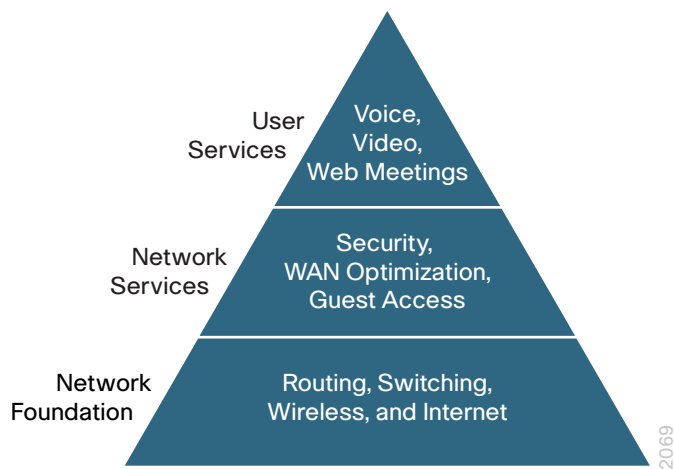 User
Services
Voice,
Video,
Web Meetings
Network
Services
Security,
WAN Optimization,
Guest Access
Network
Foundation
Routing, Switching,
Wireless, and Internet
2069